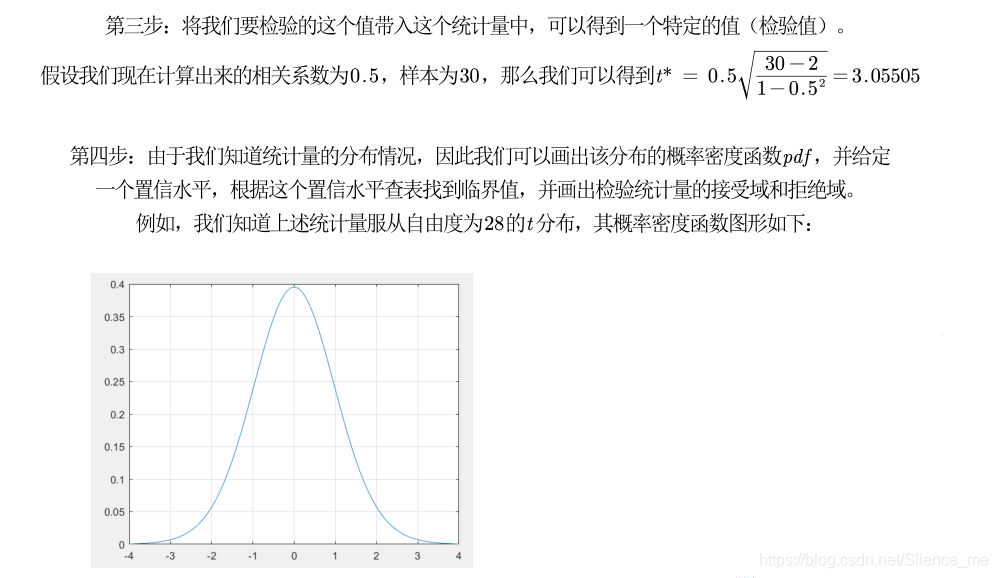 第三步：将我们要检验的这个值带入这个统计量中，可以得到一个特定的值（检验值）。
假设我们现在计算出来的相关系数为0.5，样本为30，那么我们可以得到t* = 0.5√((30−2)/(1−0.5²)) = 3.05505
第四步：由于我们知道统计量的分布情况，因此我们可以画出该分布的概率密度函数pdf，并给定
一个置信水平，根据这个置信水平查表找到临界值，并画出检验统计量的接受域和拒绝域。
例如，我们知道上述统计量服从自由度为28的t分布，其概率密度函数图形如下：
0.4
0.35
0.3
0.25
0.2
0.15
0.1
0.05
0
-4 -3 -2 -1 0 1 2 3 4
https://blog.csdn.net/Slience_me